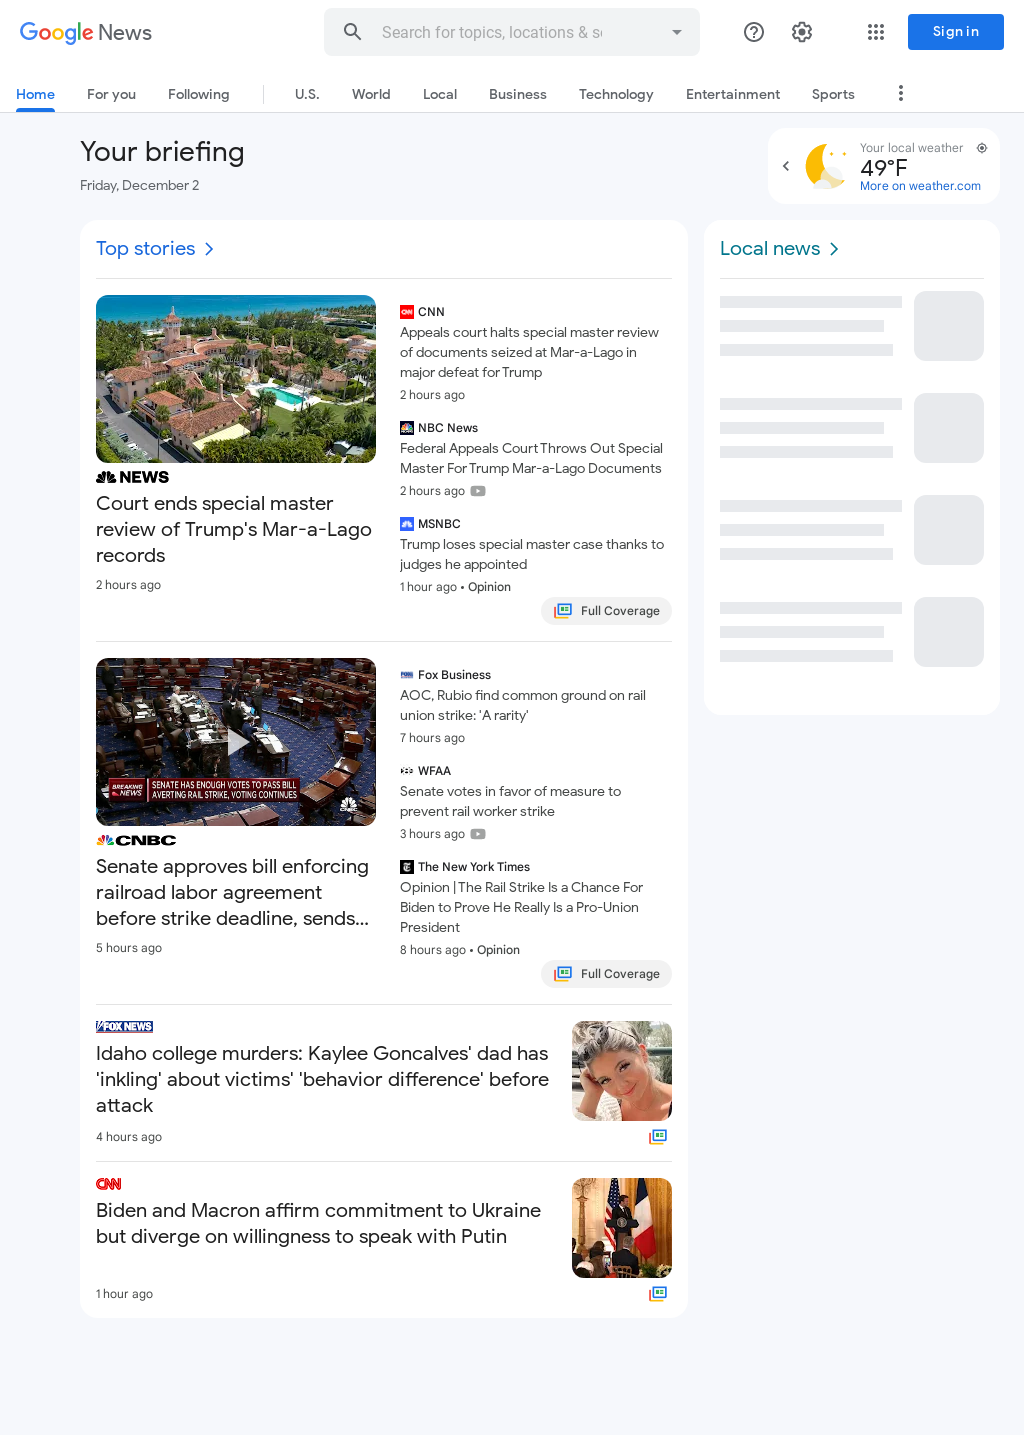 Google News
Search for topics, locations & so
Sign in
Home
For you
Following
U.S.
World
Local
Business
Technology
Entertainment
Sports
Your briefing
Friday, December 2
Your local weather
49°F
More on weather.com
Top stories
NEWS
Court ends special master
review of Trump's Mar-a-Lago
records
2 hours ago
CNN
CNN
Appeals court halts special master review
of documents seized at Mar-a-Lago in
major defeat for Trump
2 hours ago
NBC News
Federal Appeals Court Throws Out Special
Master For Trump Mar-a-Lago Documents
2 hours ago
MSNBC
Trump loses special master case thanks to
judges he appointed
1 hour ago • Opinion
Full Coverage
BREAKING
NEWS
SENATE HAS ENOUGH VOTES TO PASS BILL
AVERTING RAIL STRIKE, VOTING CONTINUES
CNBC
CNBC
Senate approves bill enforcing
railroad labor agreement
before strike deadline, sends...
5 hours ago
Fox Business
AOC, Rubio find common ground on rail
union strike: 'A rarity'
7 hours ago
WFAA
Senate votes in favor of measure to
prevent rail worker strike
3 hours ago
The New York Times
Opinion | The Rail Strike Is a Chance For
Biden to Prove He Really Is a Pro-Union
President
8 hours ago • Opinion
Full Coverage
FOX NEWS
Idaho college murders: Kaylee Goncalves' dad has
'inkling' about victims' 'behavior difference' before
attack
4 hours ago
CNN
Biden and Macron affirm commitment to Ukraine
but diverge on willingness to speak with Putin
1 hour ago
Local news